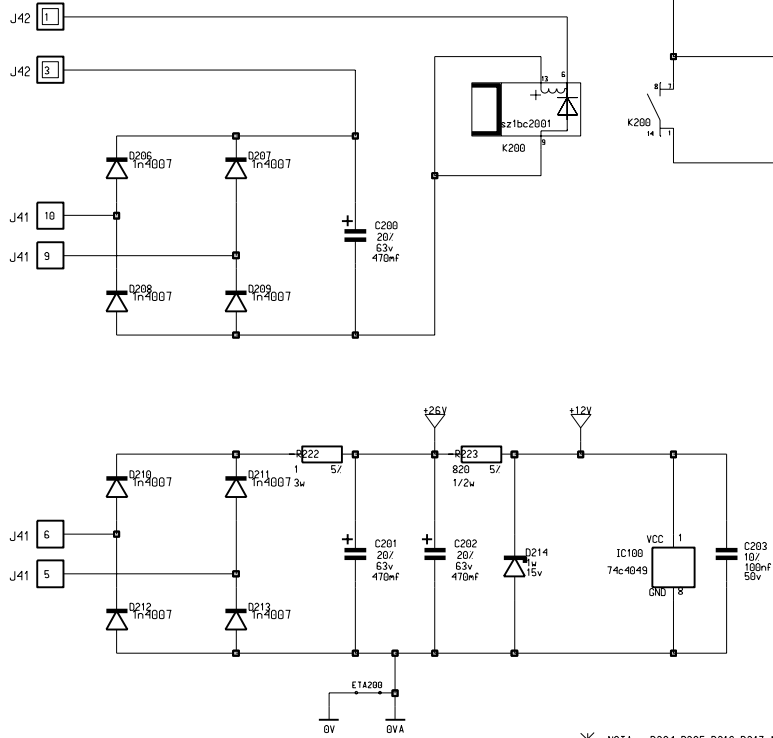 J42 1
J42 3
13 6
8 7
sz1bc2001
K200
14 1
K200 9
D206
1n4007
D207
1n4007
J41 10
J41 9
+ C200
20%
63v
470mf
D208
1n4007
D209
1n4007
+26V
+12V
R222
1 5%
3w
R223
820 5%
1/2w
D210
1n4007
D211
1n4007
J41 6
J41 5
+ C201
20%
63v
470mf
+ C202
20%
63v
470mf
D214
1w
15v
VCC 1
IC100
74c4049
GND 8
C203
10%
100nf
50v
D212
1n4007
D213
1n4007
ETA200
0V
0VA